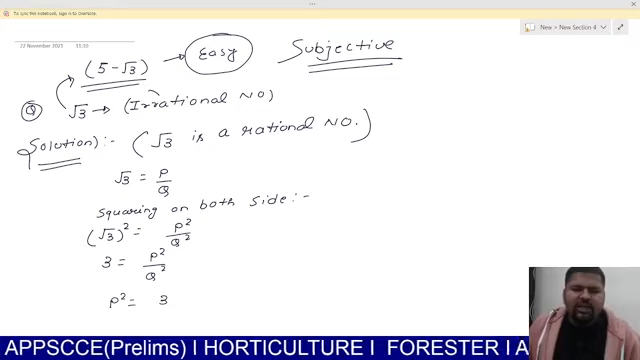 To sync this notebook, sign in to OneNote.
New > New Section 4
22 November 2021 11:10
(5-√3) → Easy Subjective
Q √3 → (Irrational NO)
Solution :- (√3 is a rational NO.)
√3 = P/Q
Squaring on both side :-
(√3)² = P²/Q²
3 = P²/Q²
P² = 3
APPSCCE(Prelims) I HORTICULTURE I FORESTER I A